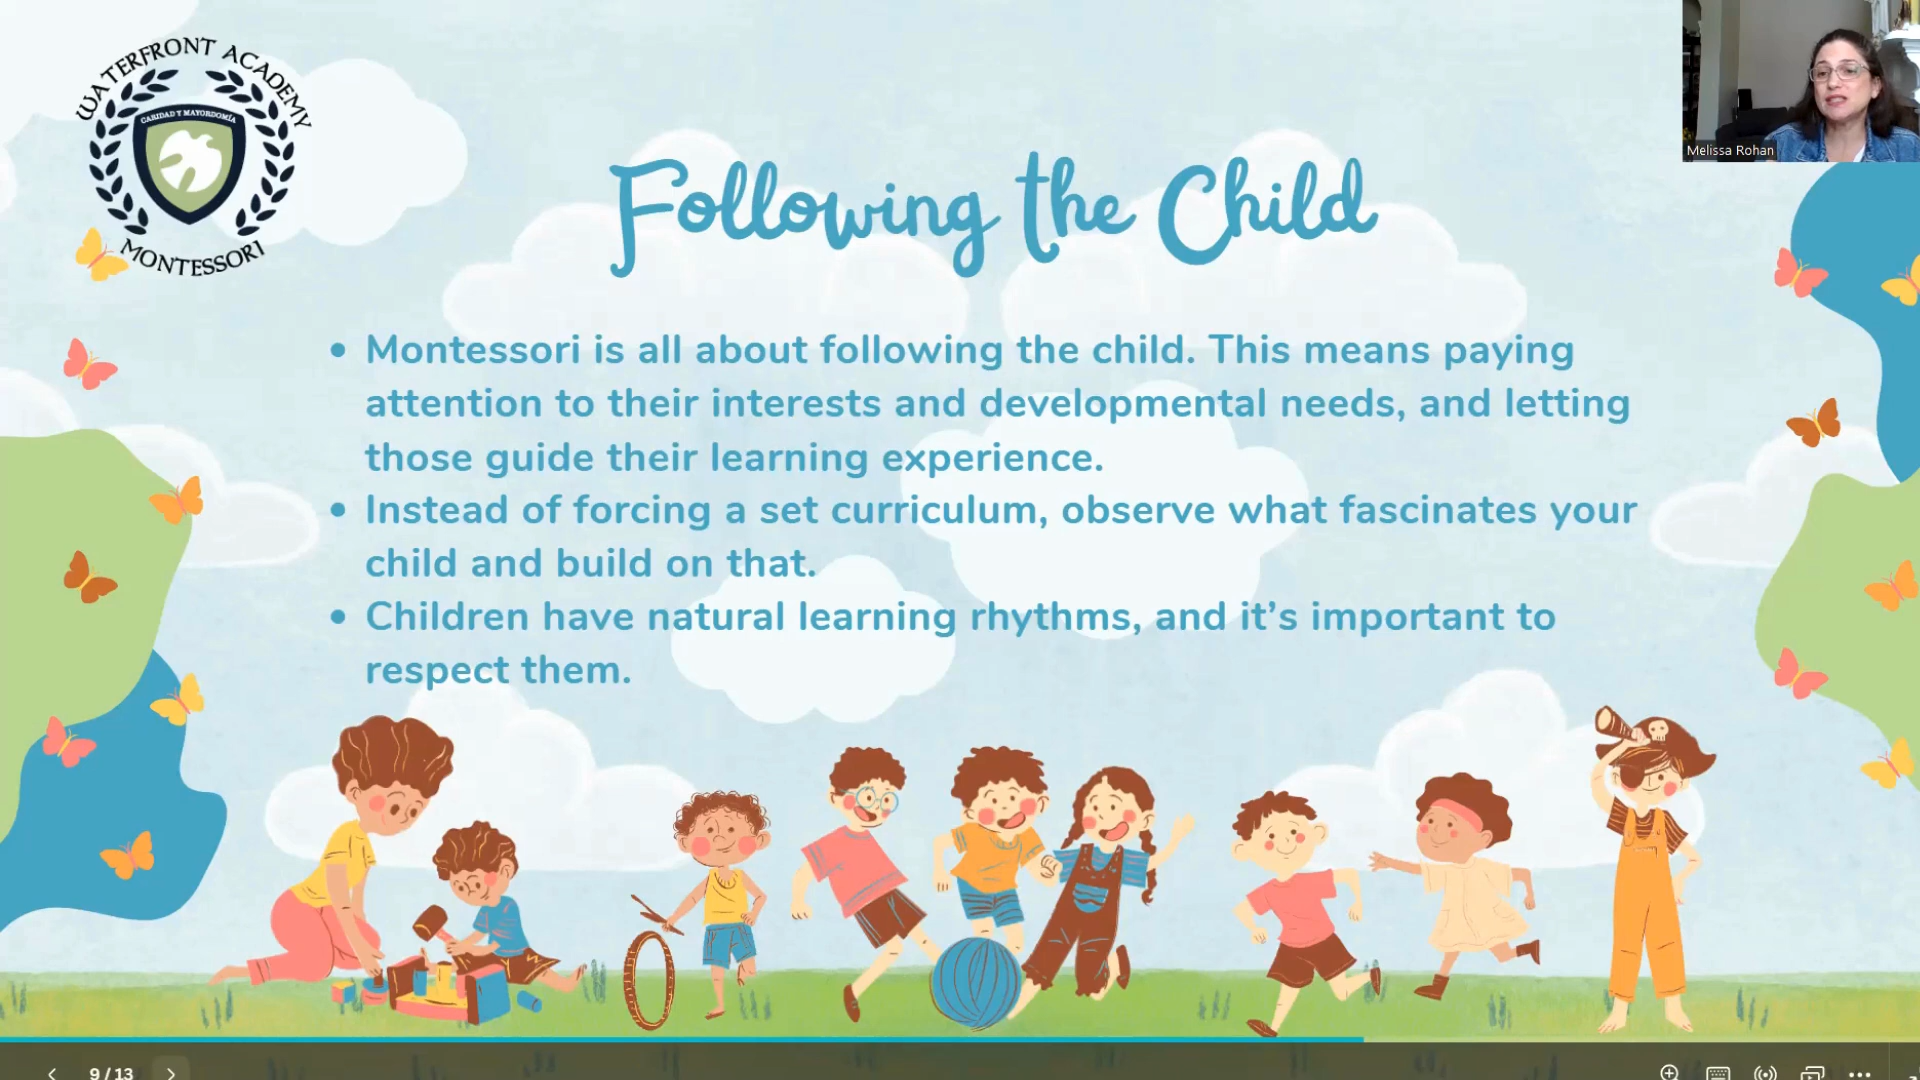 WATERFRONT ACADEMY
CARIDAD Y MAYORDOMÍA
MONTESSORI
Melissa Rohan
Following the Child
• Montessori is all about following the child. This means paying
attention to their interests and developmental needs, and letting
those guide their learning experience.
• Instead of forcing a set curriculum, observe what fascinates your
child and build on that.
• Children have natural learning rhythms, and it’s important to
respect them.
9 / 13